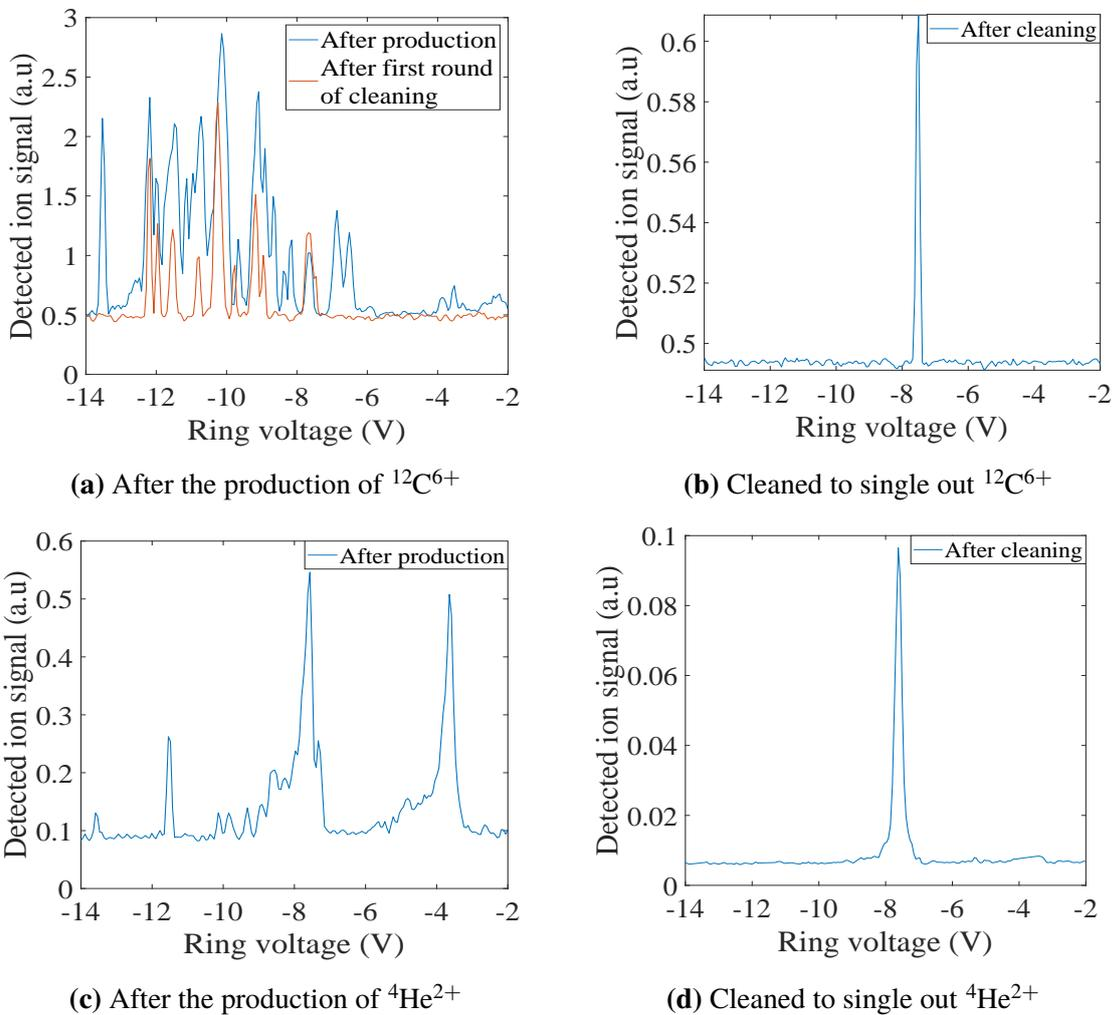 3
2.5
2
1.5
1
0.5
0
Detected ion signal (a.u)
After production
After first round
of cleaning
-14 -12 -10 -8 -6 -4 -2
Ring voltage (V)
(a) After the production of ¹²C⁶⁺
0.6
0.58
0.56
0.54
0.52
0.5
Detected ion signal (a.u)
After cleaning
-14 -12 -10 -8 -6 -4 -2
Ring voltage (V)
(b) Cleaned to single out ¹²C⁶⁺
0.6
0.5
0.4
0.3
0.2
0.1
0
Detected ion signal (a.u)
After production
-14 -12 -10 -8 -6 -4 -2
Ring voltage (V)
(c) After the production of ⁴He²⁺
0.1
0.08
0.06
0.04
0.02
0
Detected ion signal (a.u)
After cleaning
-14 -12 -10 -8 -6 -4 -2
Ring voltage (V)
(d) Cleaned to single out ⁴He²⁺